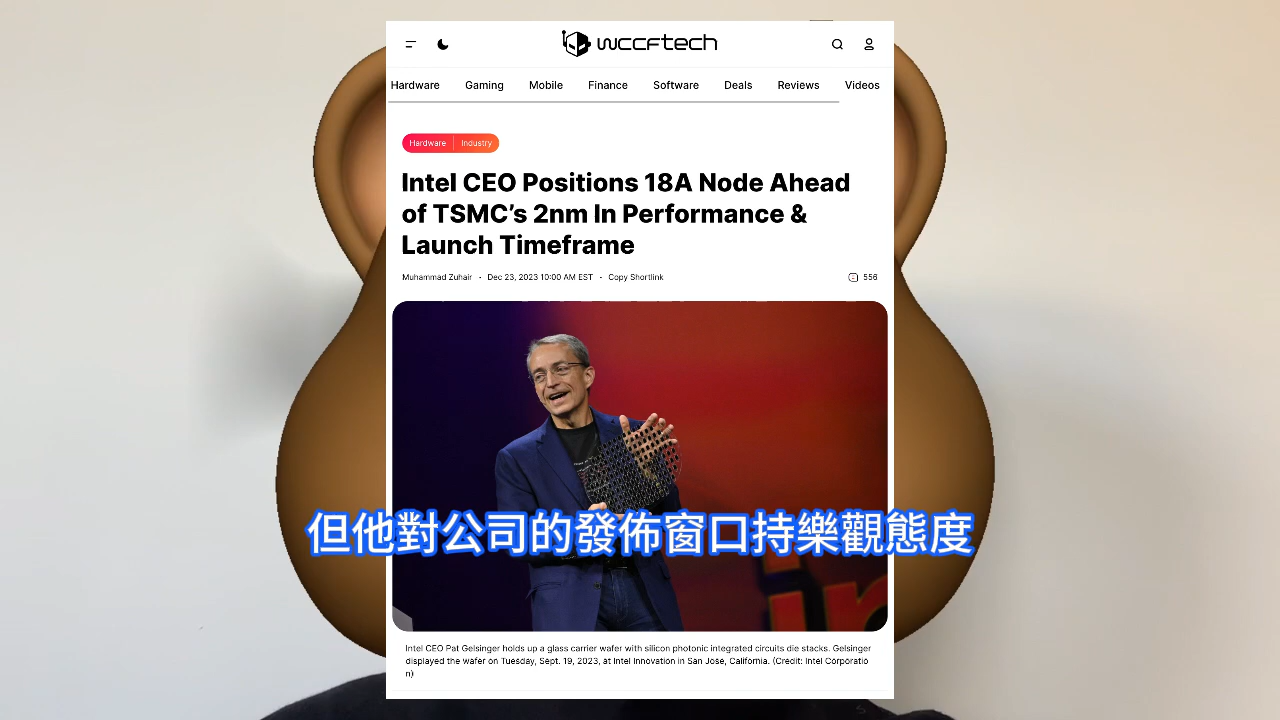 wccftech
Hardware Gaming Mobile Finance Software Deals Reviews Videos
Hardware Industry
Intel CEO Positions 18A Node Ahead
of TSMC’s 2nm In Performance &
Launch Timeframe
Muhammad Zuhair • Dec 23, 2023 10:00 AM EST • Copy Shortlink 556
但他對公司的發佈窗口持樂觀態度
in
Intel CEO Pat Gelsinger holds up a glass carrier wafer with silicon photonic integrated circuits die stacks. Gelsinger
displayed the wafer on Tuesday, Sept. 19, 2023, at Intel Innovation in San Jose, California. (Credit: Intel Corporatio
n)